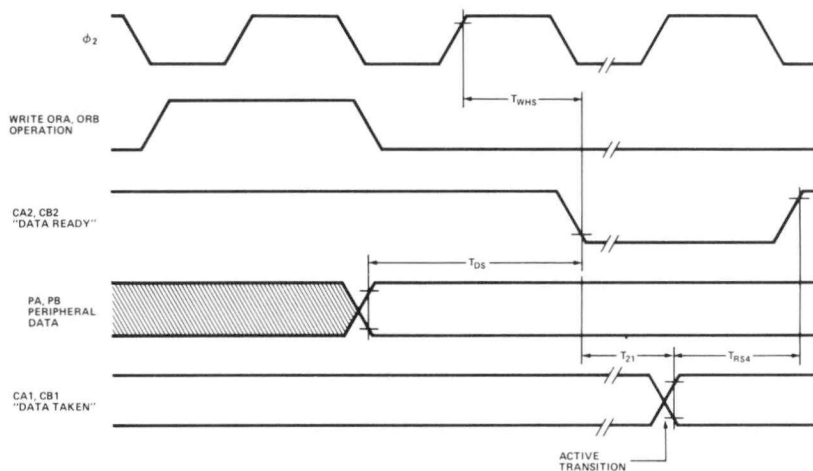 ϕ2
TWHS
WRITE ORA, ORB
OPERATION
CA2, CB2
"DATA READY"
TDS
PA, PB
PERIPHERAL
DATA
T21
TRS4
CA1, CB1
"DATA TAKEN"
ACTIVE
TRANSITION